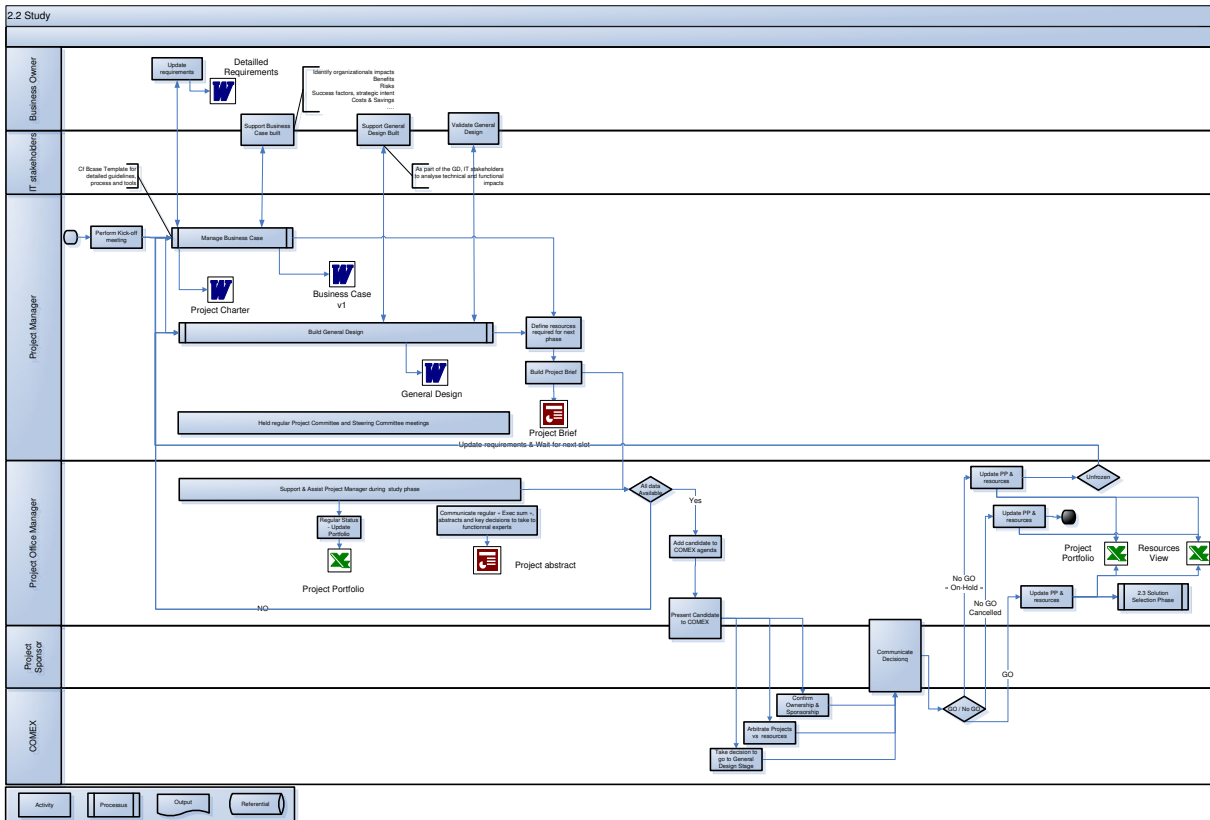 2.2 Study
Business Owner
Update
requirements
Detailled
Requirements
Identify organizationals impacts
Benefits
Risks
Success factors, strategic intent
Costs & Savings
....
Support Business
Case built
Support General
Design Built
Validate General
Design
IT stakeholders
Cf Bcase Template for
detailed guidelines,
process and tools
As part of the GD, IT stakeholders
to analyse technical and functional
impacts
Project Manager
Perform Kick-off
meeting
Manage Business Case
Project Charter
Business Case
v1
Build General Design
Define resources
required for next
phase
Build Project Brief
General Design
Project Brief
Held regular Project Committee and Steering Committee meetings
Update requirements & Wait for next slot
Project Office Manager
Support & Assist Project Manager during study phase
All data
Available
Yes
Update PP &
resources
Unfrozen
Regular Status
- Update
Portfolio
Communicate regular « Exec sum »,
abstracts and key decisions to take to
functionnal experts
Update PP &
resources
Add candidate to
COMEX agenda
Project
Portfolio
Resources
View
Project Portfolio
Project abstract
No GO
« On-Hold »
No GO
Cancelled
Update PP &
resources
2.3 Solution
Selection Phase
NO
Present Candidate
to COMEX
Project
Sponsor
Communicate
Decisionq
GO
COMEX
Confirm
Ownership &
Sponsorship
GO / No GO
Arbitrate Projects
vs resources
Take decision to
go to General
Design Stage
Activity
Processus
Output
Referential